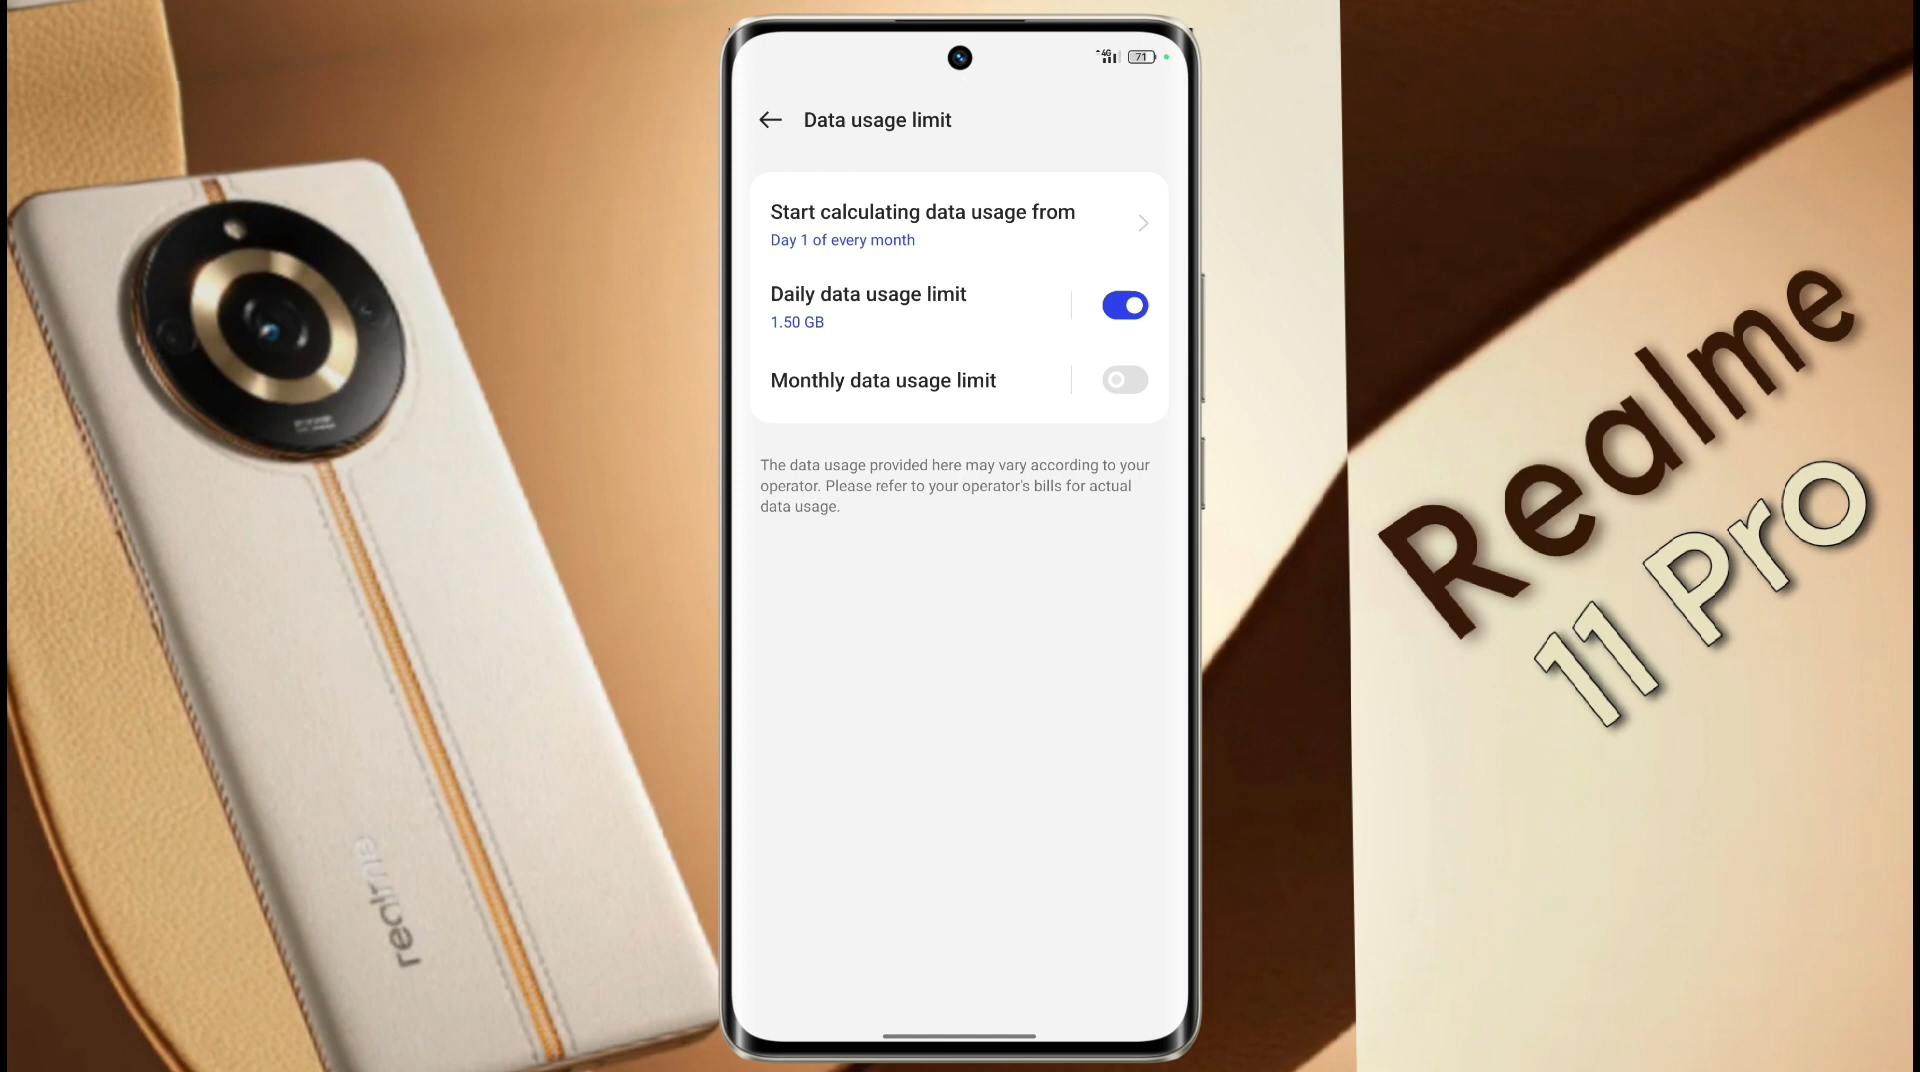 4G
71
Data usage limit
Start calculating data usage from
Day 1 of every month
Daily data usage limit
1.50 GB
Monthly data usage limit
The data usage provided here may vary according to your
operator. Please refer to your operator's bills for actual
data usage.
realme
Realme
11 Pro